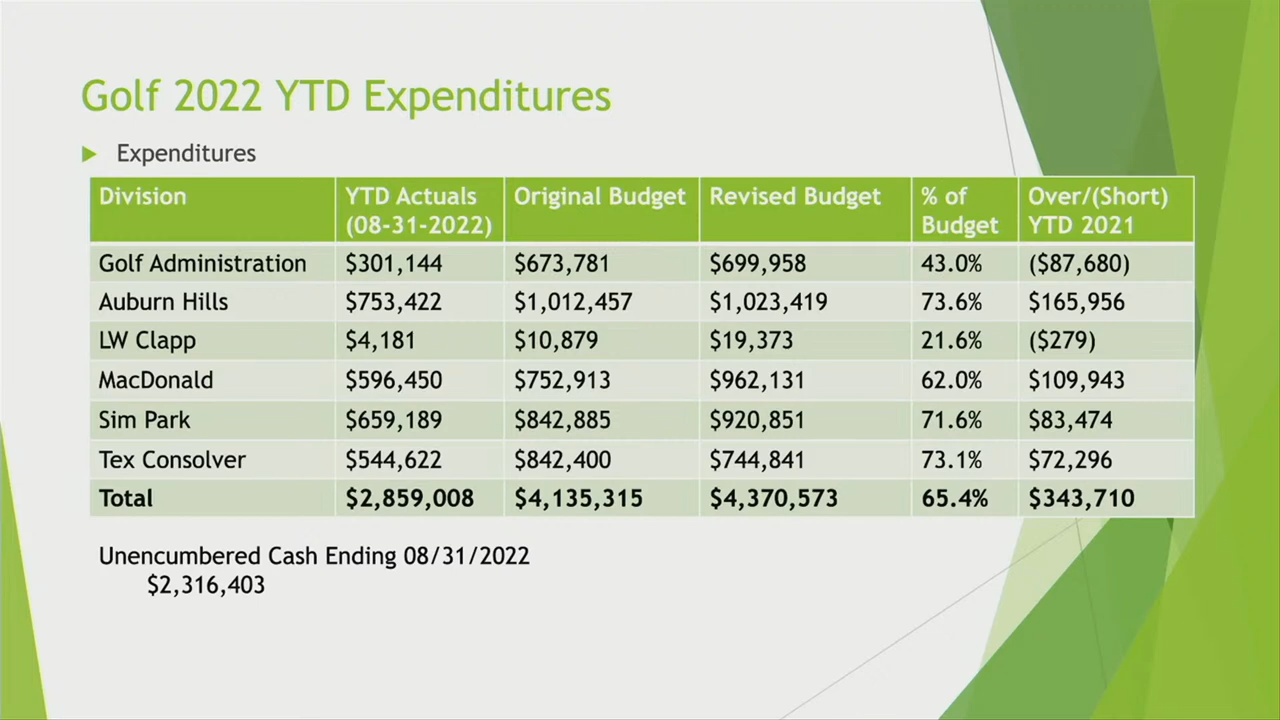 Golf 2022 YTD Expenditures
Expenditures
Division YTD Actuals (08-31-2022) Original Budget Revised Budget % of Budget Over/(Short) YTD 2021
Golf Administration $301,144 $673,781 $699,958 43.0% ($87,680)
Auburn Hills $753,422 $1,012,457 $1,023,419 73.6% $165,956
LW Clapp $4,181 $10,879 $19,373 21.6% ($279)
MacDonald $596,450 $752,913 $962,131 62.0% $109,943
Sim Park $659,189 $842,885 $920,851 71.6% $83,474
Tex Consolver $544,622 $842,400 $744,841 73.1% $72,296
Total $2,859,008 $4,135,315 $4,370,573 65.4% $343,710
Unencumbered Cash Ending 08/31/2022
$2,316,403